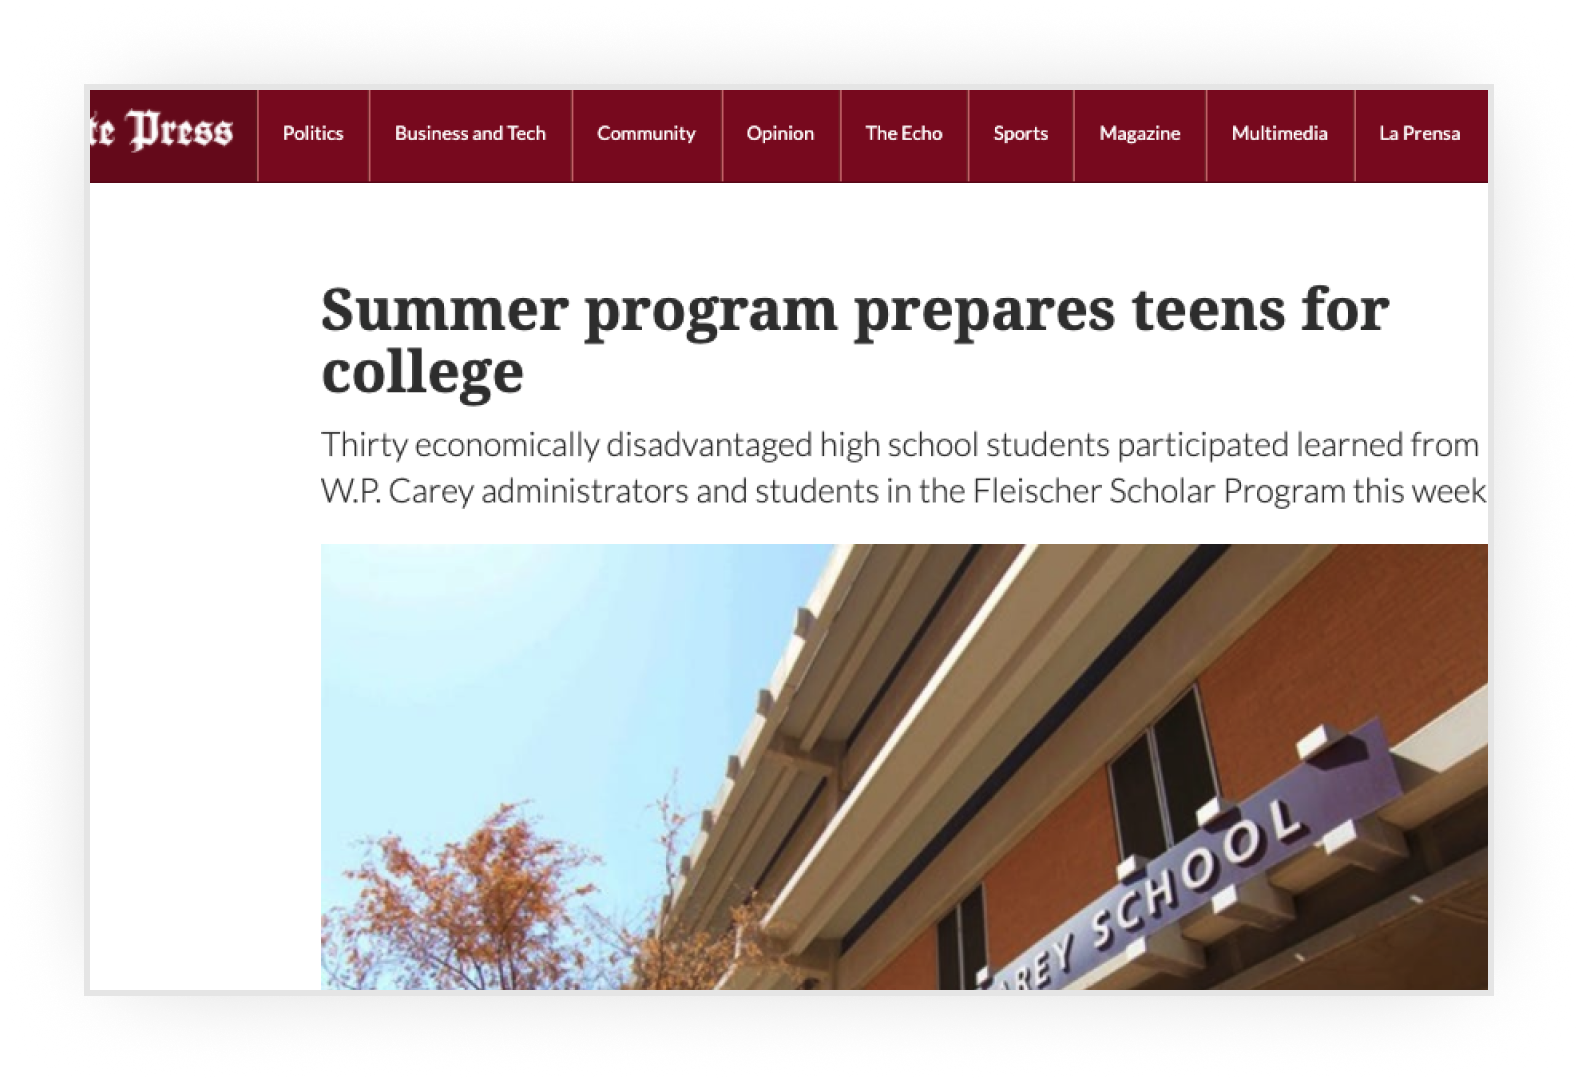 te Press
Politics
Business and Tech
Community
Opinion
The Echo
Sports
Magazine
Multimedia
La Prensa
Summer program prepares teens for
college
Thirty economically disadvantaged high school students participated learned from
W.P. Carey administrators and students in the Fleischer Scholar Program this week
AREY SCHOOL